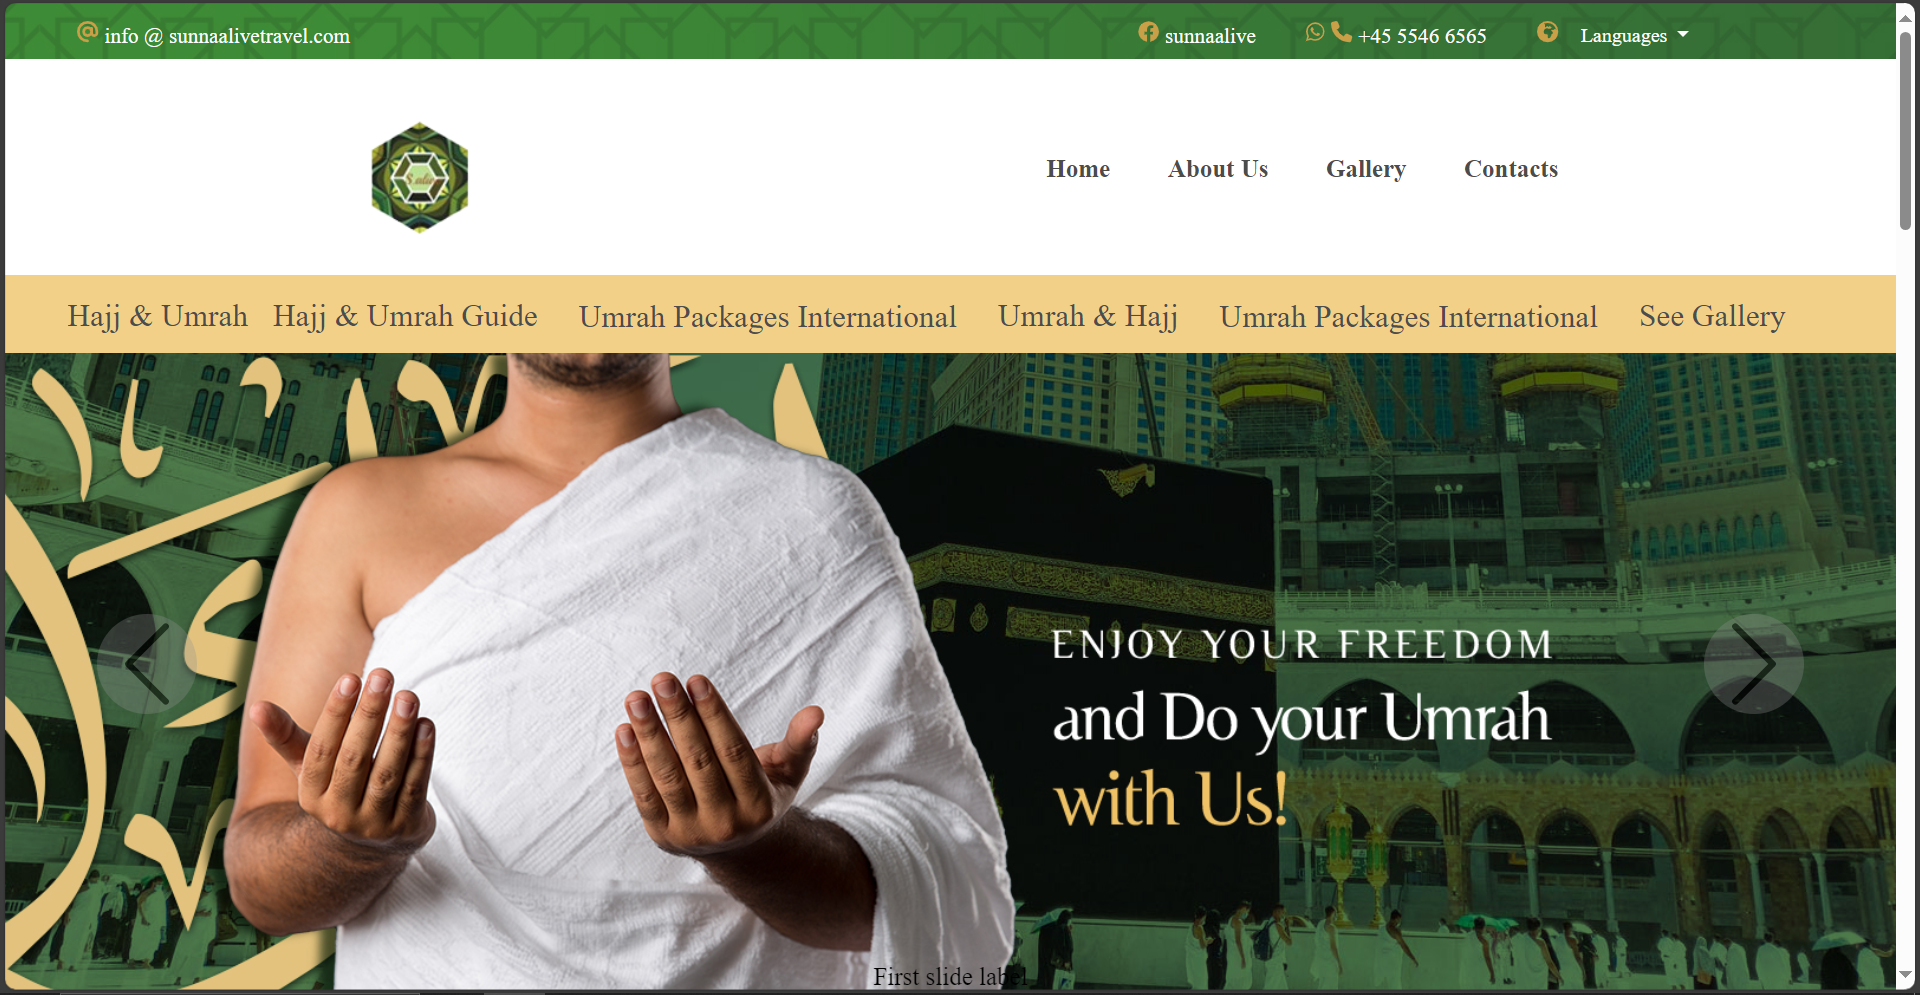 info @ sunnaalivetravel.com sunnaalive +45 5546 6565 Languages
Home About Us Gallery Contacts
Hajj & Umrah Hajj & Umrah Guide Umrah Packages International Umrah & Hajj Umrah Packages International See Gallery
ENJOY YOUR FREEDOM
and Do your Umrah
with Us!
First slide label